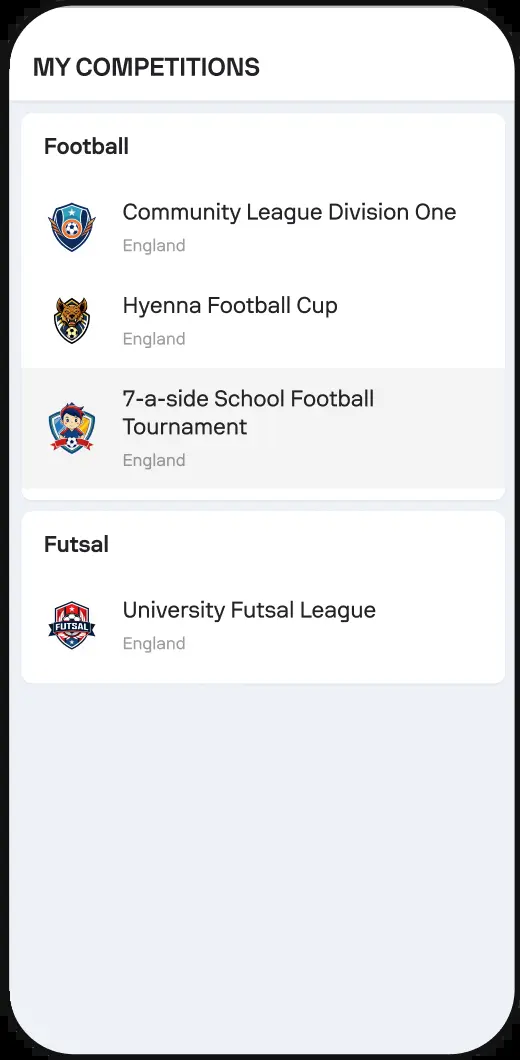 MY COMPETITIONS
Football
Community League Division One
England
Hyenna Football Cup
England
7-a-side School Football
Tournament
England
Futsal
FUTSAL
University Futsal League
England